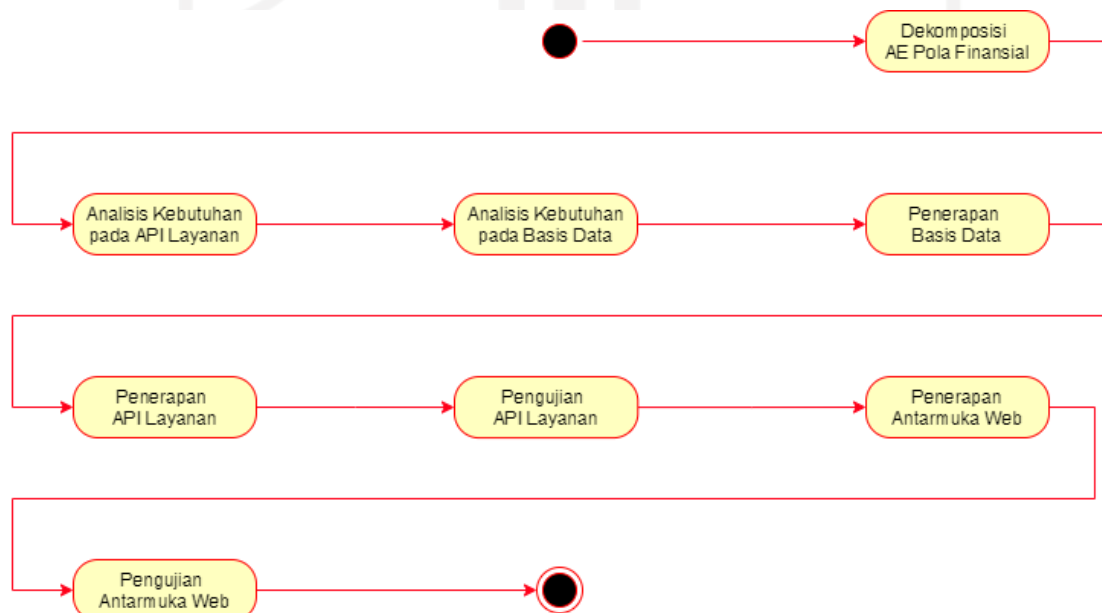 Dekomposisi
AE Pola Finansial
Analisis Kebutuhan
pada API Layanan
Analisis Kebutuhan
pada Basis Data
Penerapan
Basis Data
Penerapan
API Layanan
Pengujian
API Layanan
Penerapan
Antarmuka Web
Pengujian
Antarmuka Web